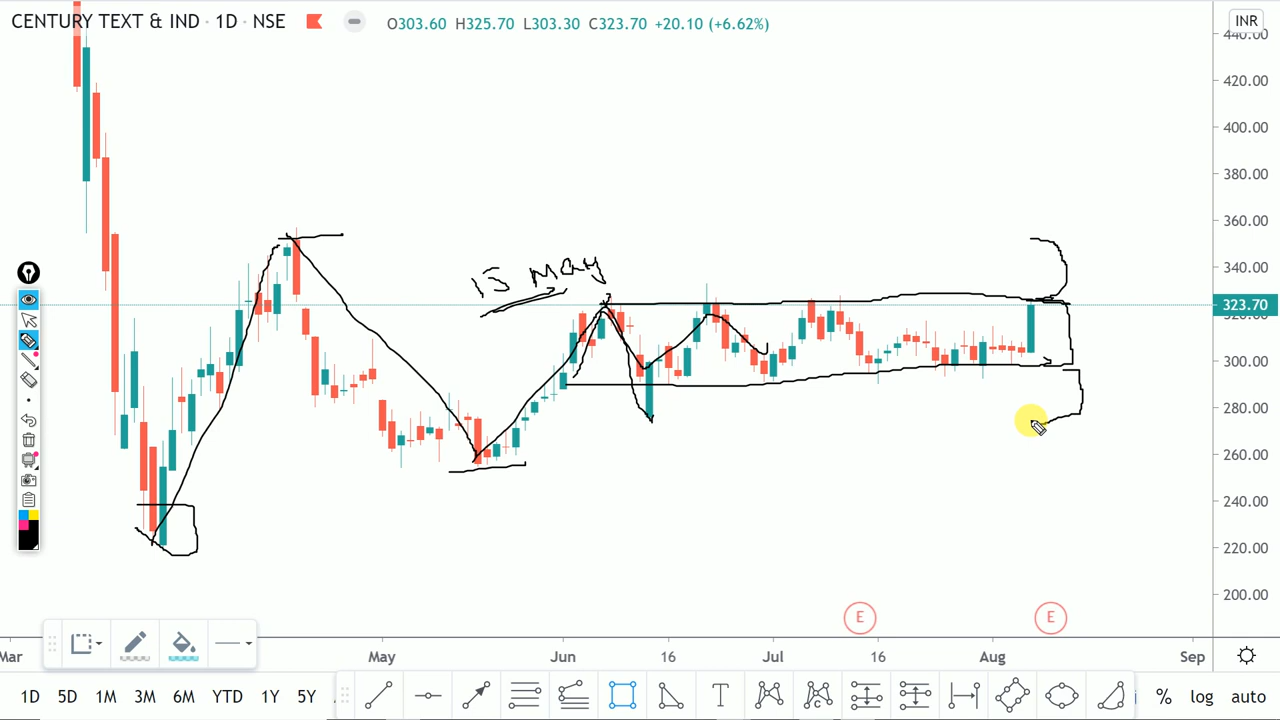 CENTURY TEXT & IND · 1D · NSE O303.60 H325.70 L303.30 C323.70 +20.10 (+6.62%)
INR
440.00
420.00
400.00
380.00
360.00
340.00
323.70
320.00
300.00
280.00
260.00
240.00
220.00
200.00
15 May
E E
Mar May Jun 16 Jul 16 Aug Sep
1D 5D 1M 3M 6M YTD 1Y 5Y T C % log auto